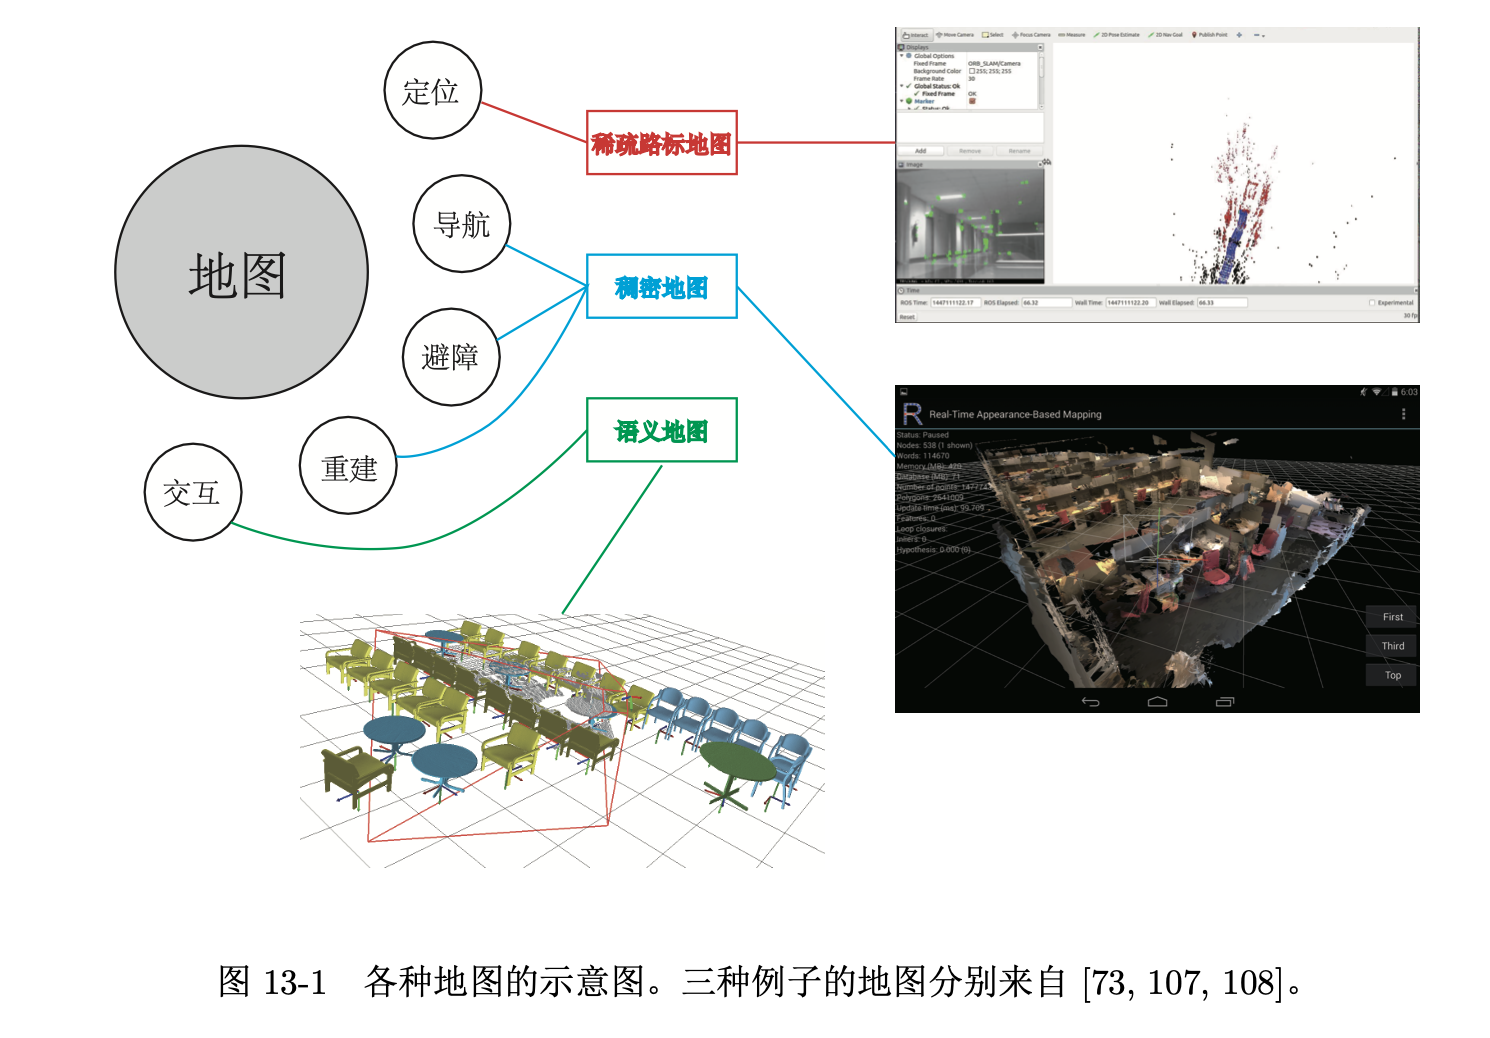 定位
稀疏路标地图
导航
地图
稠密地图
避障
语义地图
重建
交互
Interact Move Camera Select Focus Camera Measure 2D Pose Estimate 2D Nav Goal Publish Point
Displays
Global Options
Fixed Frame ORB_SLAM/Camera
Background Color 255; 255; 255
Frame Rate 30
Global Status: Ok
Fixed Frame OK
Marker
Status: Ok
Add Remove Rename
Image
Time
ROS Time: 1447111122.17 ROS Elapsed: 66.32 Wall Time: 1447111122.20 Wall Elapsed: 66.33 Experimental
Reset 30 fp
6:03
Real-Time Appearance-Based Mapping
Status: Paused
Nodes: 538 (1 shown)
Words: 114670
Memory (MB): 420
Database (MB): 71
Number of points: 147774
Polygons: 2641009
Update time (ms): 99.709
Features: 0
Loop closures:
Inliers: 0
Hypothesis: 0.000 (0)
First
Third
Top
图 13-1 各种地图的示意图。三种例子的地图分别来自 [73, 107, 108]。